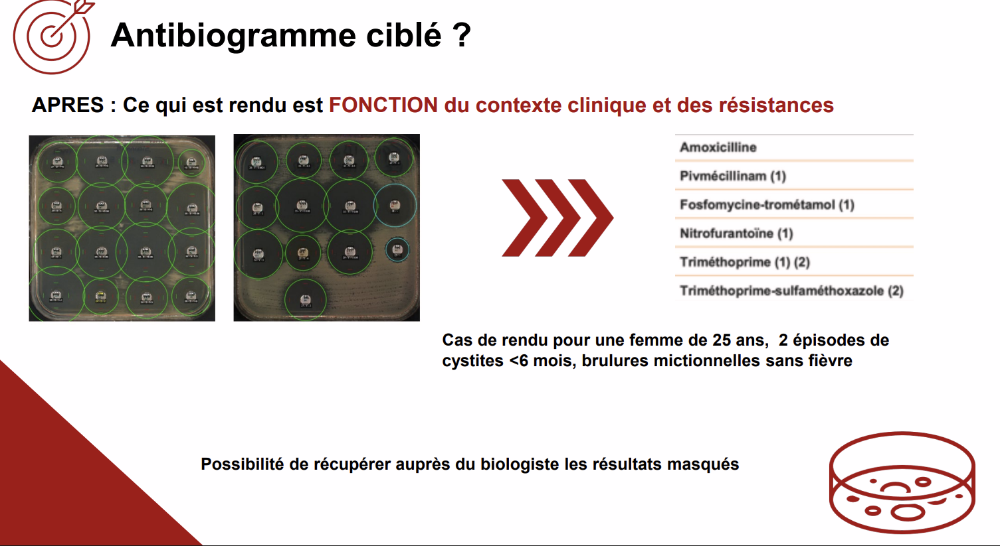 Antibiogramme ciblé ?
APRES : Ce qui est rendu est FONCTION du contexte clinique et des résistances
Amoxicilline
Pivmécillinam (1)
Fosfomycine-trométamol (1)
Nitrofurantoïne (1)
Triméthoprime (1) (2)
Triméthoprime-sulfaméthoxazole (2)
Cas de rendu pour une femme de 25 ans,  2 épisodes de
cystites <6 mois, brulures mictionnelles sans fièvre
Possibilité de récupérer auprès du biologiste les résultats masqués